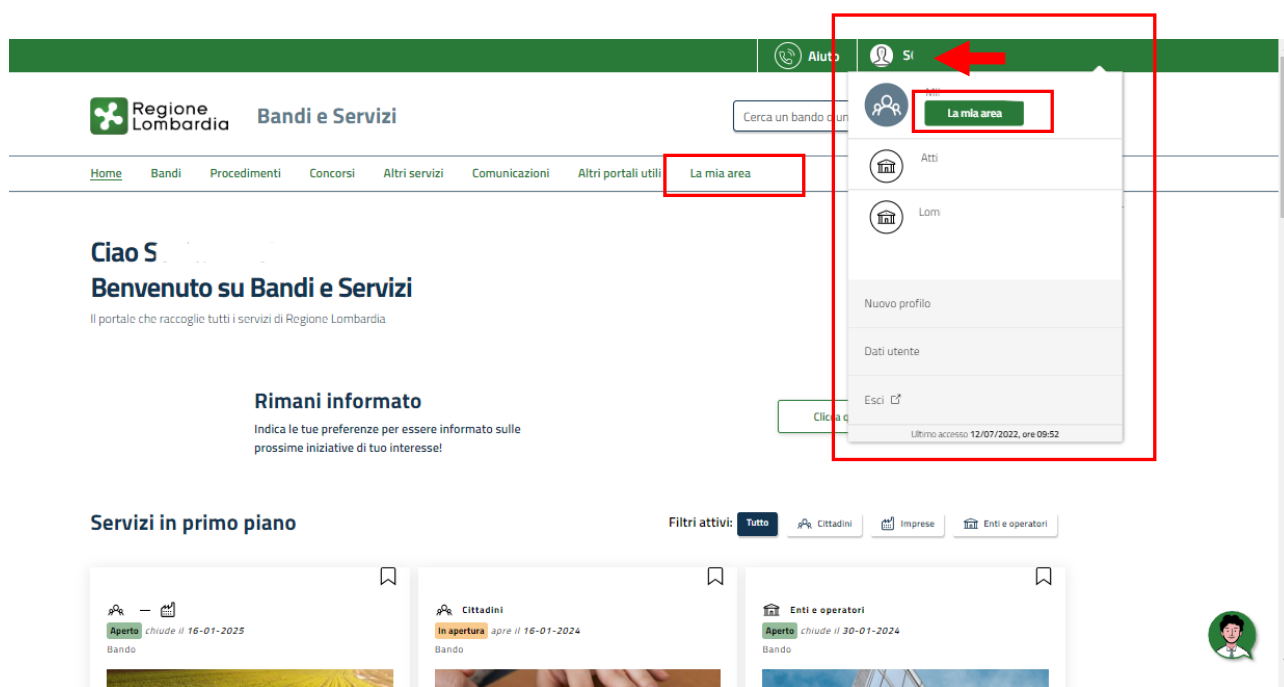 Aiuto
Regione
Lombardia
Bandi e Servizi
Cerca un bando o un
La mia area
Atti
Lom
Nuovo profilo
Dati utente
Esci
Ultimo accesso 12/07/2022, ore 09:52
Home Bandi Procedimenti Concorsi Altri servizi Comunicazioni Altri portali utili La mia area
Ciao S
Benvenuto su Bandi e Servizi
Il portale che raccoglie tutti i servizi di Regione Lombardia
Rimani informato
Indica le tue preferenze per essere informato sulle
prossime iniziative di tuo interesse!
Clicca q
Servizi in primo piano
Filtri attivi: Tutto Cittadini Imprese Enti e operatori
Aperto chiude il 16-01-2025
Bando
Cittadini
In apertura apre il 16-01-2024
Bando
Enti e operatori
Aperto chiude il 30-01-2024
Bando